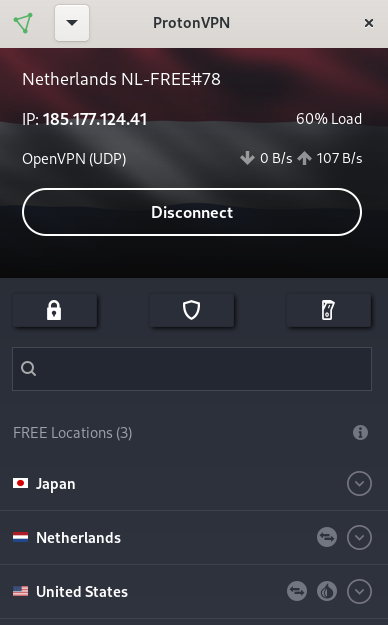 ProtonVPN
Netherlands NL-FREE#78
IP: 185.177.124.41 60% Load
OpenVPN (UDP) 0 B/s 107 B/s
Disconnect
FREE Locations (3)
Japan
Netherlands
United States